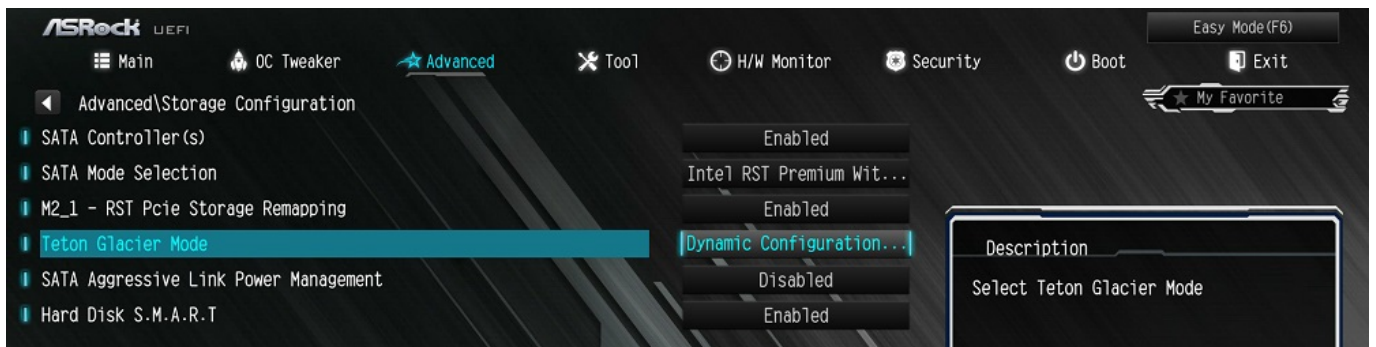 ASRock UEFI
Easy Mode(F6)
Main OC Tweaker Advanced Tool H/W Monitor Security Boot Exit
Advanced\Storage Configuration
My Favorite
SATA Controller(s) Enabled
SATA Mode Selection Intel RST Premium Wit...
M2_1 - RST Pcie Storage Remapping Enabled
Teton Glacier Mode Dynamic Configuration...
SATA Aggressive Link Power Management Disabled
Hard Disk S.M.A.R.T Enabled
Description
Select Teton Glacier Mode